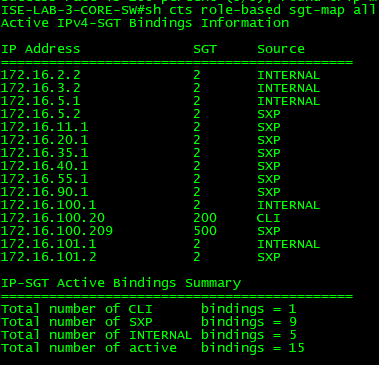 ISE-LAB-3-CORE-SW#sh cts role-based sgt-map all
Active IPv4-SGT Bindings Information
IP Address SGT Source
============================================
172.16.2.2 2 INTERNAL
172.16.3.2 2 INTERNAL
172.16.5.1 2 INTERNAL
172.16.5.2 2 SXP
172.16.11.1 2 SXP
172.16.20.1 2 SXP
172.16.35.1 2 SXP
172.16.40.1 2 SXP
172.16.55.1 2 SXP
172.16.90.1 2 SXP
172.16.100.1 2 INTERNAL
172.16.100.20 200 CLI
172.16.100.209 500 SXP
172.16.101.1 2 INTERNAL
172.16.101.2 2 SXP
IP-SGT Active Bindings Summary
============================================
Total number of CLI bindings = 1
Total number of SXP bindings = 9
Total number of INTERNAL bindings = 5
Total number of active bindings = 15